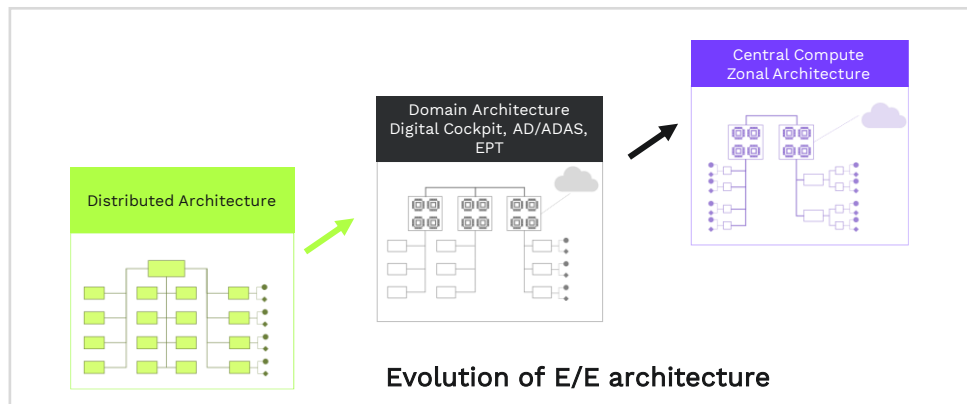 Central Compute
Zonal Architecture
Domain Architecture
Digital Cockpit, AD/ADAS,
EPT
Distributed Architecture
Evolution of E/E architecture